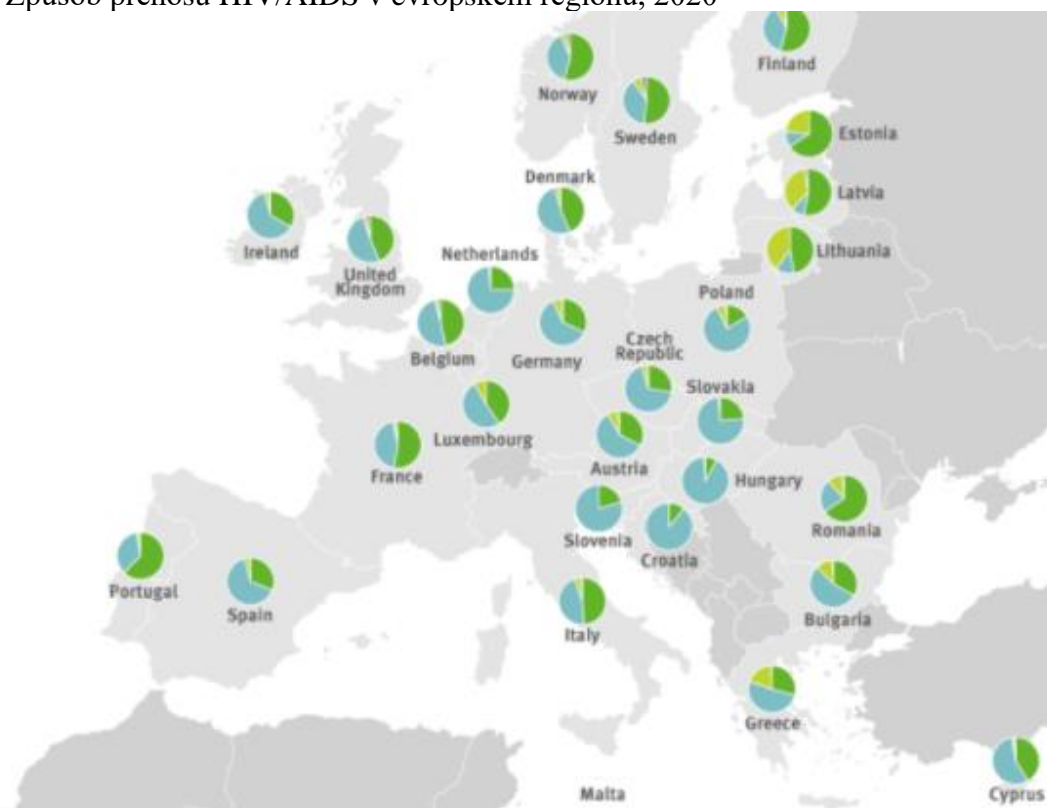 Způsob přenosu HIV/AIDS v evropském regionu, 2020
Finland
Norway
Sweden
Estonia
Denmark
Latvia
Ireland
Netherlands
Lithuania
United
Kingdom
Poland
Belgium
Germany
Czech
Republic
Slovakia
Luxembourg
France
Austria
Hungary
Slovenia
Romania
Croatia
Portugal
Spain
Italy
Bulgaria
Greece
Malta
Cyprus